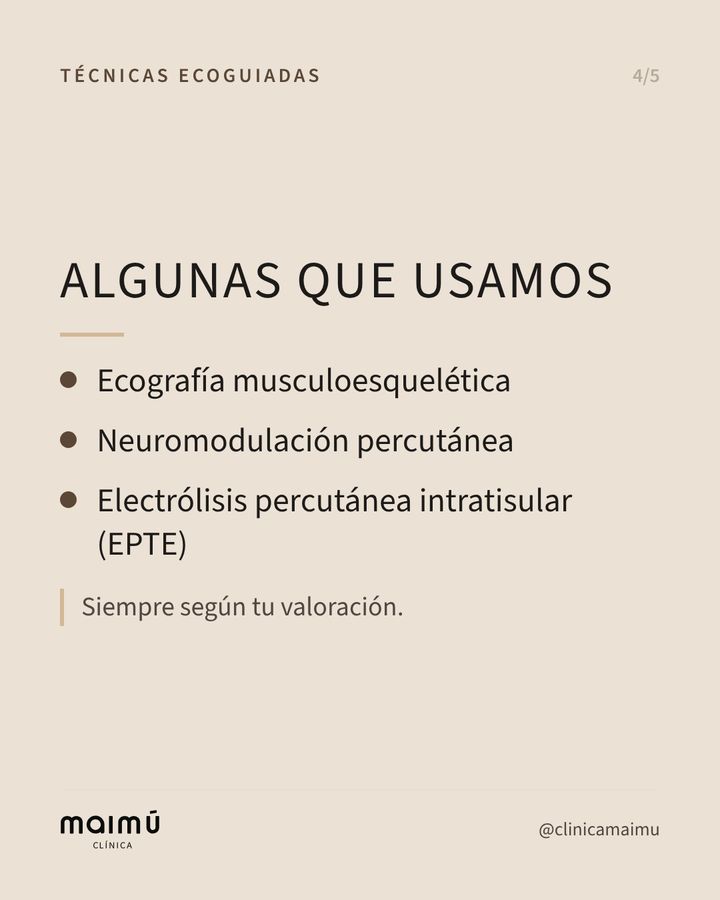 TÉCNICAS ECOGUIADAS
4/5
ALGUNAS QUE USAMOS
Ecografía musculoesquelética
Neuromodulación percutánea
Electrólisis percutánea intratisular
(EPTE)
Siempre según tu valoración.
maimú
CLÍNICA
@clinicamaimu